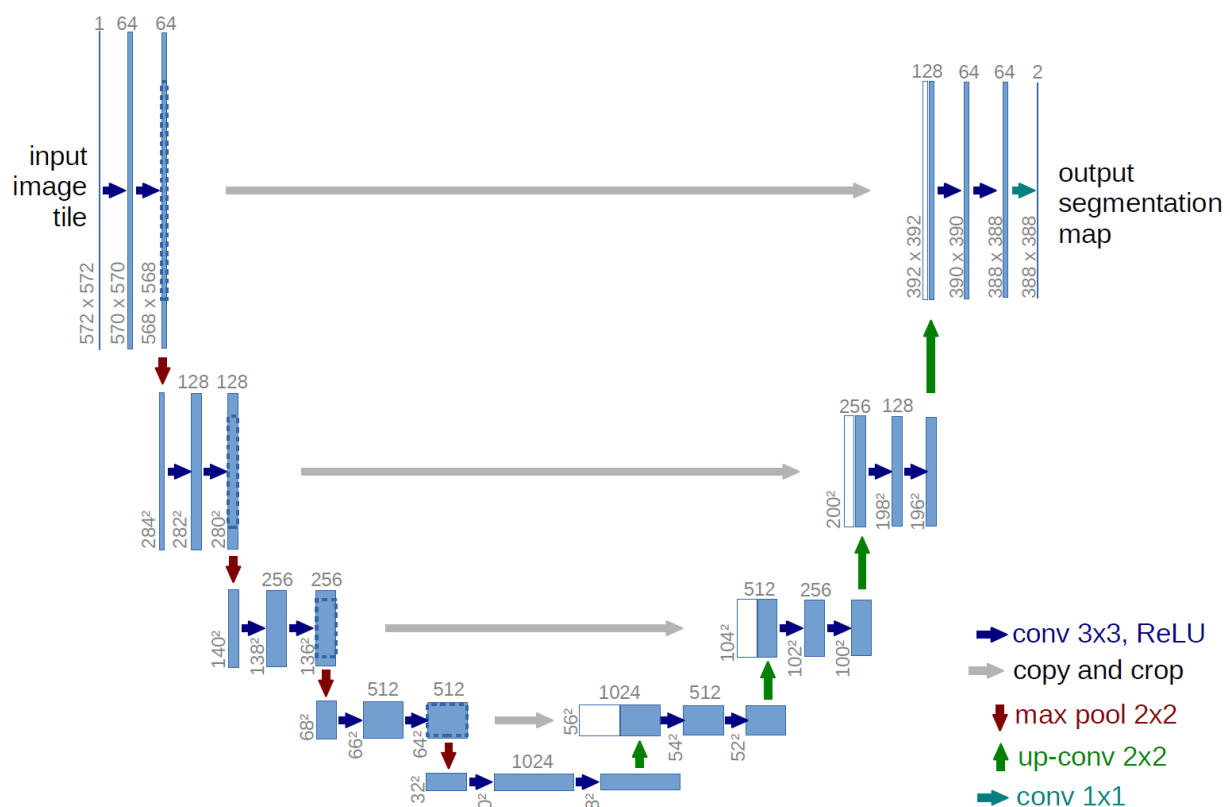 1 64 64
input
image
tile
572 x 572
570 x 570
568 x 568
128 64 64 2
output
segmentation
map
392 x 392
390 x 390
388 x 388
388 x 388
128 128
284²
282²
280²
256 128
200²
198²
196²
256 256
140²
138²
136²
512 256
104²
102²
100²
512 512
68²
66²
64²
1024 512
56²
54²
52²
1024
32²
conv 3x3, ReLU
copy and crop
max pool 2x2
up-conv 2x2
conv 1x1